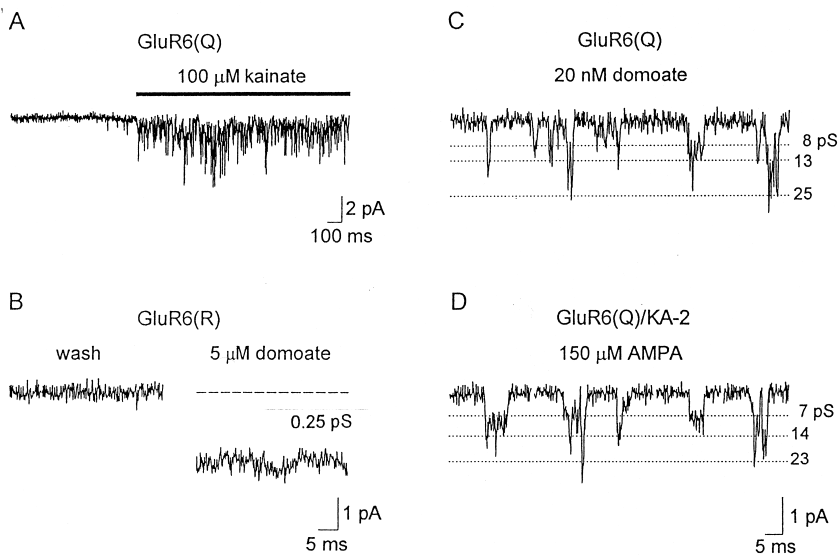 A
GluR6(Q)
100 μM kainate
2 pA
100 ms
B
GluR6(R)
wash
5 μM domoate
0.25 pS
1 pA
5 ms
C
GluR6(Q)
20 nM domoate
8 pS
13
25
D
GluR6(Q)/KA-2
150 μM AMPA
7 pS
14
23
1 pA
5 ms